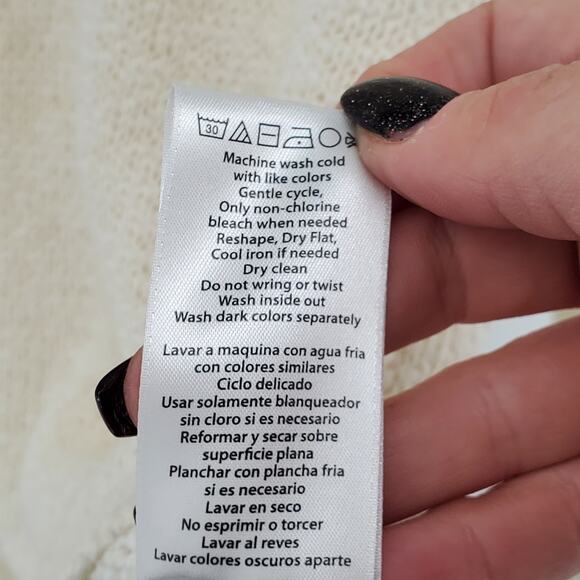 30
Machine wash cold
with like colors
Gentle cycle,
Only non-chlorine
bleach when needed
Reshape, Dry Flat,
Cool iron if needed
Dry clean
Do not wring or twist
Wash inside out
Wash dark colors separately
Lavar a maquina con agua fria
con colores similares
Ciclo delicado
Usar solamente blanqueador
sin cloro si es necesario
Reformar y secar sobre
superficie plana
Planchar con plancha fria
si es necesario
Lavar en seco
No esprimir o torcer
Lavar al reves
Lavar colores oscuros aparte